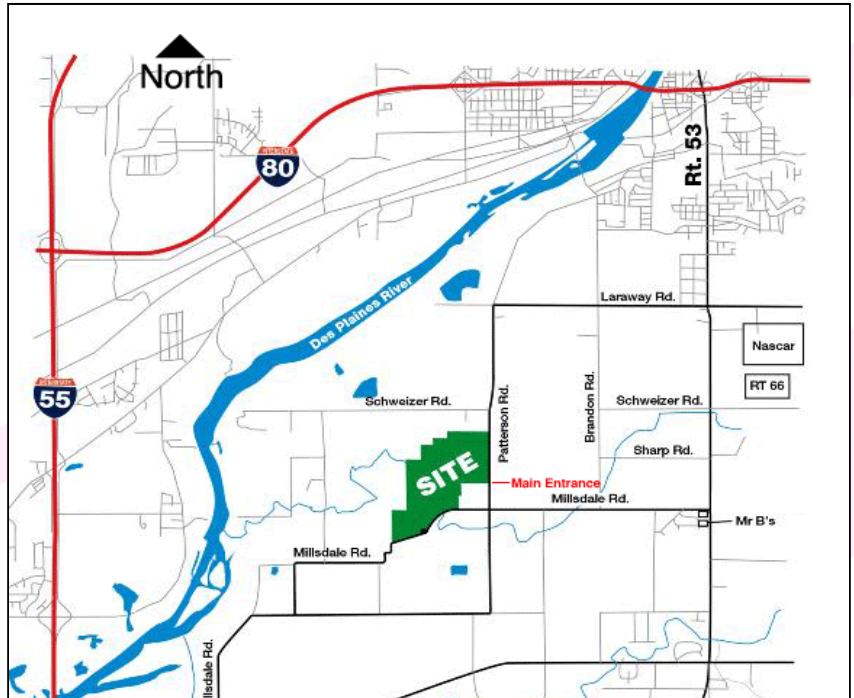 North
80
Rt. 53
Des Plaines River
Laraway Rd.
Nascar
RT 66
55
Schweizer Rd.
Schweizer Rd.
Patterson Rd.
Brandon Rd.
Sharp Rd.
SITE
Main Entrance
Millsdale Rd.
Mr B's
Millsdale Rd.
llsdale Rd.